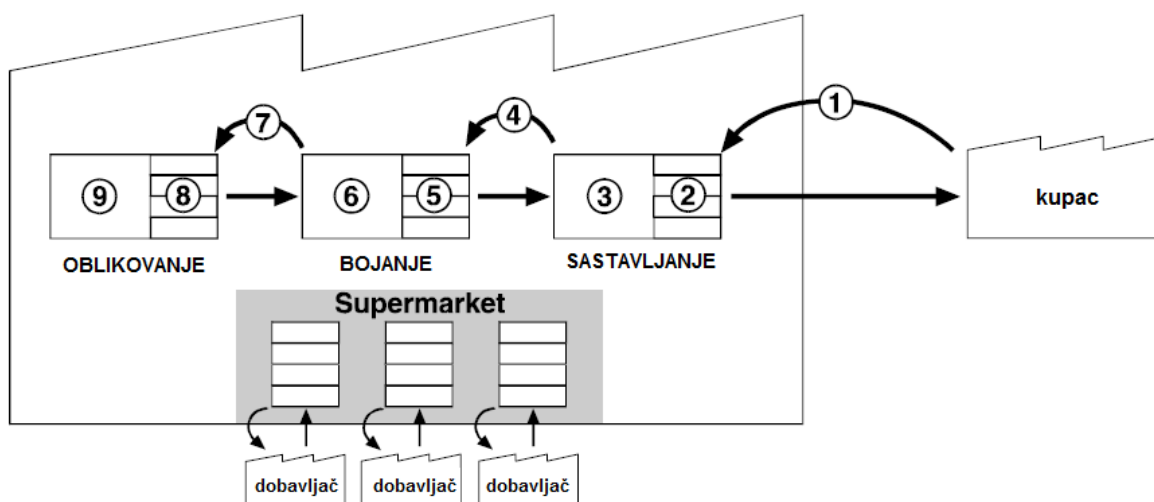 1
7
4
9
8
6
5
3
2
kupac
OBLIKOVANJE
BOJANJE
SASTAVLJANJE
Supermarket
dobavljač
dobavljač
dobavljač